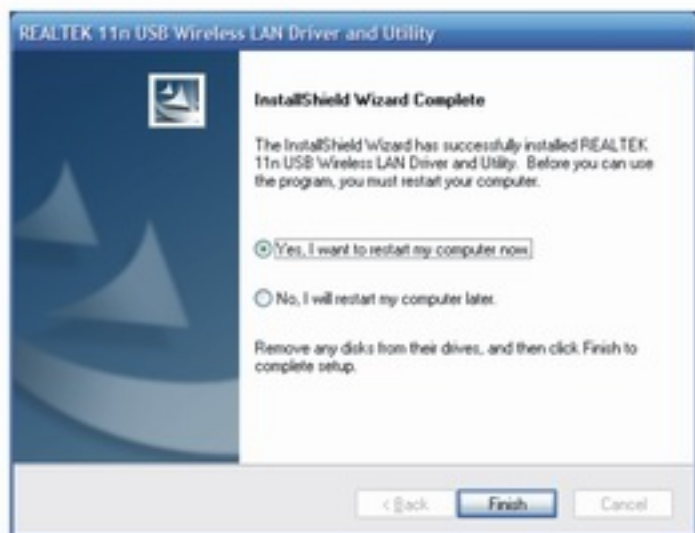 REALTEK 11n USB Wireless LAN Driver and Utility
InstallShield Wizard Complete
The InstallShield Wizard has successfully installed REALTEK
11n USB Wireless LAN Driver and Utility. Before you can use
the program, you must restart your computer.
Yes, I want to restart my computer now.
No, I will restart my computer later.
Remove any disks from their drives, and then click Finish to
complete setup.
< Back
Finish
Cancel